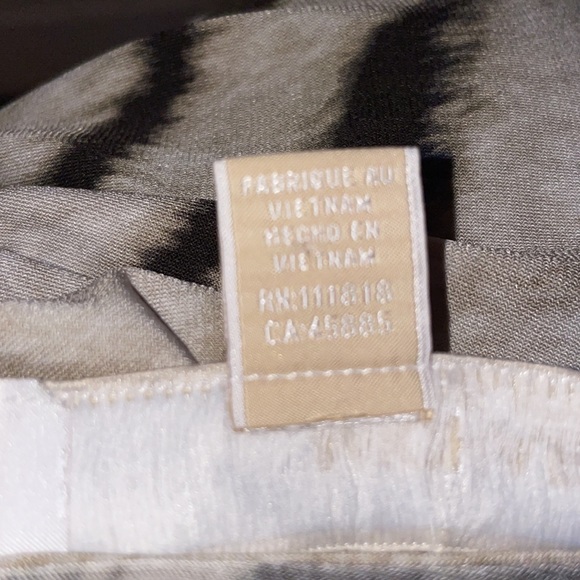 FABRIQUE AU
VIETNAM
HECHO EN
VIETNAM
RN:111818
CA:45885